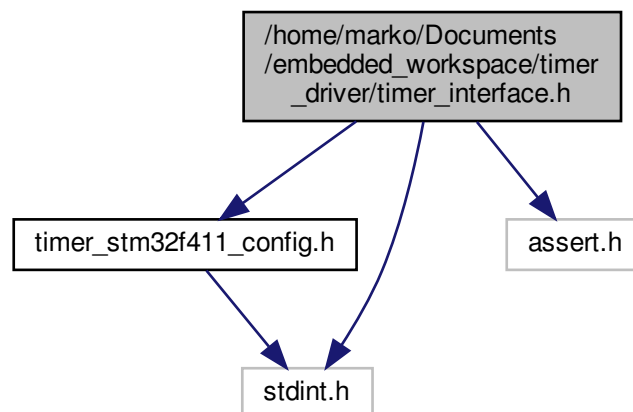 /home/marko/Documents
/embedded_workspace/timer
_driver/timer_interface.h
timer_stm32f411_config.h
assert.h
stdint.h